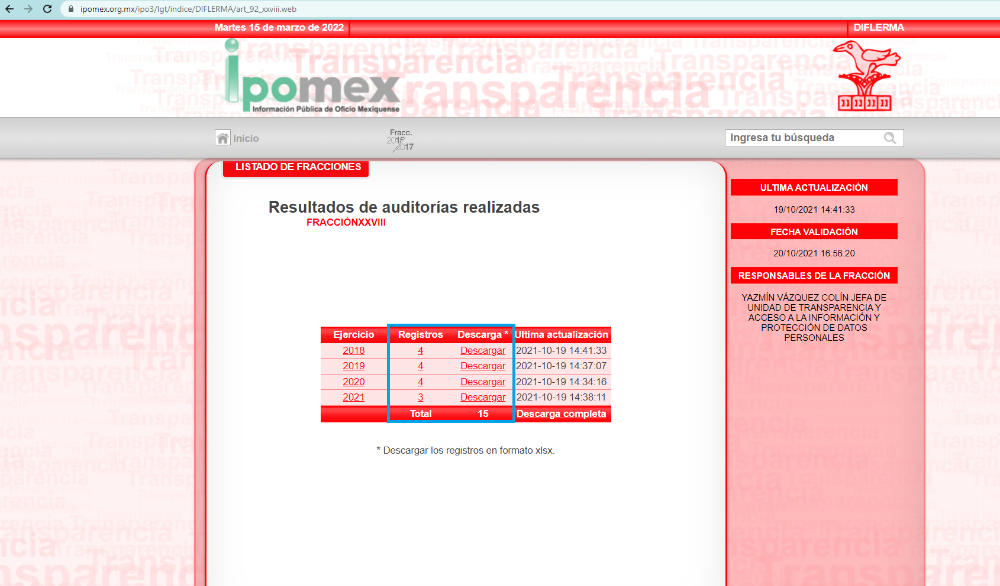 ipomex.org.mx/ipo3/lgt/indice/DIFLERMA/art_92_xxviii.web
Martes 15 de marzo de 2022
DIFLERMA
ipomex
Información Pública de Oficio Mexiquense
Transparencia
Inicio
Fracc.
2015
2017
Ingresa tu búsqueda
LISTADO DE FRACCIONES
Resultados de auditorías realizadas
FRACCIÓNXXVIII
Ejercicio Registros Descarga * Ultima actualización
2018 4 Descargar 2021-10-19 14:41:33
2019 4 Descargar 2021-10-19 14:37:07
2020 4 Descargar 2021-10-19 14:34:16
2021 3 Descargar 2021-10-19 14:38:11
Total 15 Descarga completa
* Descargar los registros en formato xlsx.
ULTIMA ACTUALIZACIÓN
19/10/2021 14:41:33
FECHA VALIDACIÓN
20/10/2021 16:56:20
RESPONSABLES DE LA FRACCIÓN
YAZMÍN VÁZQUEZ COLÍN JEFA DE
UNIDAD DE TRANSPARENCIA Y
ACCESO A LA INFORMACIÓN Y
PROTECCIÓN DE DATOS
PERSONALES